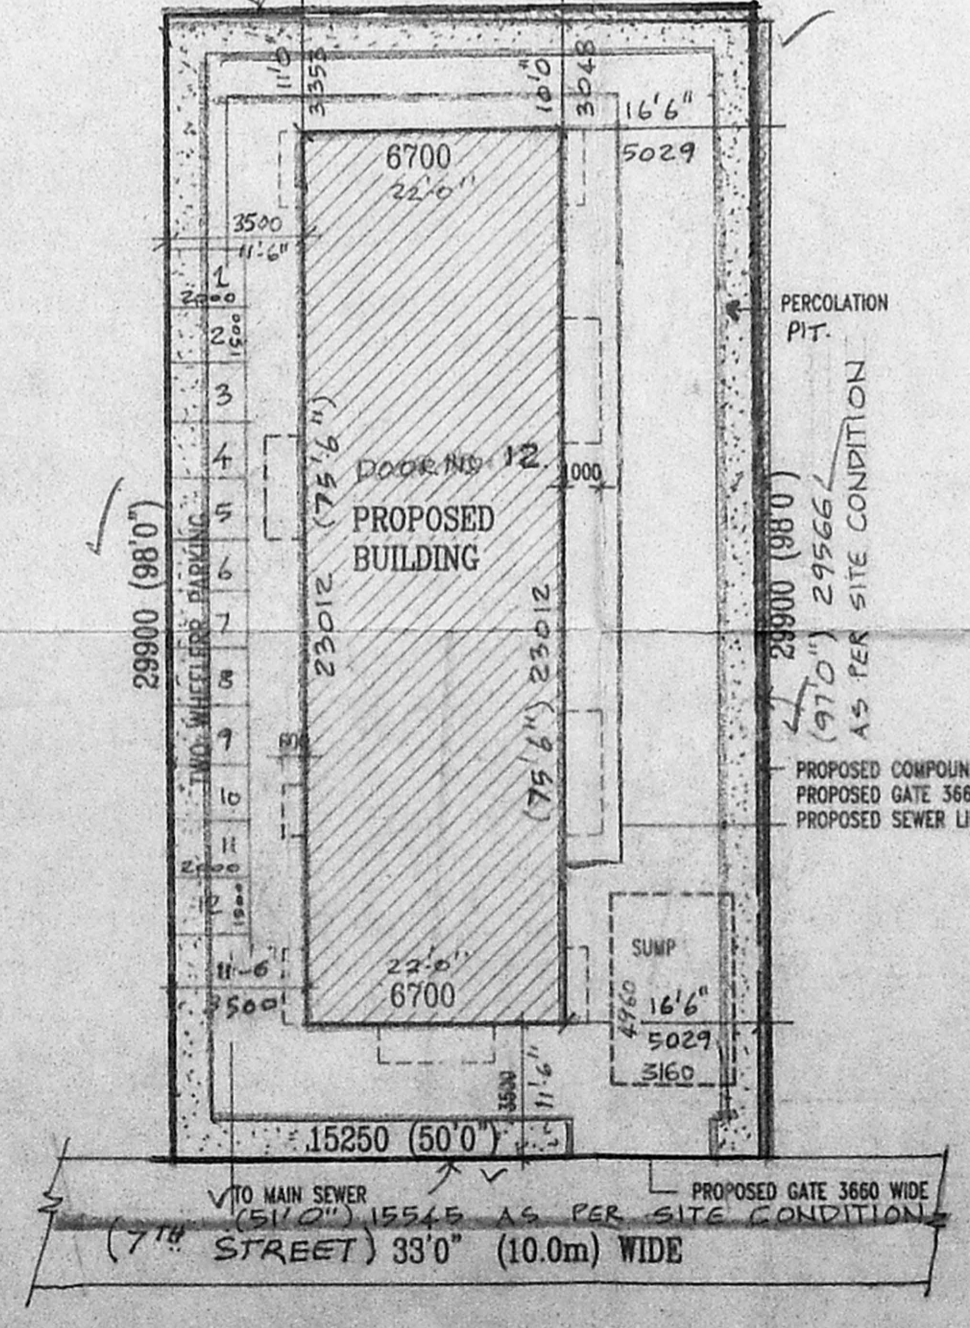 11'0"
3353
10'0"
3048
16'6"
5029
6700
22'-0"
3500
11'-6"
1
2000
2
1500
3
4
5
6
7
8
9
10
11
2000
1500
TWO WHEELERR PARKING
29900 (98'0")
(75'6")
23012
DOOR NO 12.
PROPOSED
BUILDING
1000
(75'6") 23012
PERCOLATION
PIT.
29900 (98'0")
(97'0") 29566
AS PER SITE CONDITION
PROPOSED COMPOUN
PROPOSED GATE 366
PROPOSED SEWER LI
SUMP
4960
16'6"
5029
3160
11'-6"
3500
22'-0"
6700
3500
11'-6"
15250 (50'0")
TO MAIN SEWER
PROPOSED GATE 3660 WIDE
(51'0") 15545 AS PER SITE CONDITION
(7TH STREET) 33'0" (10.0m) WIDE